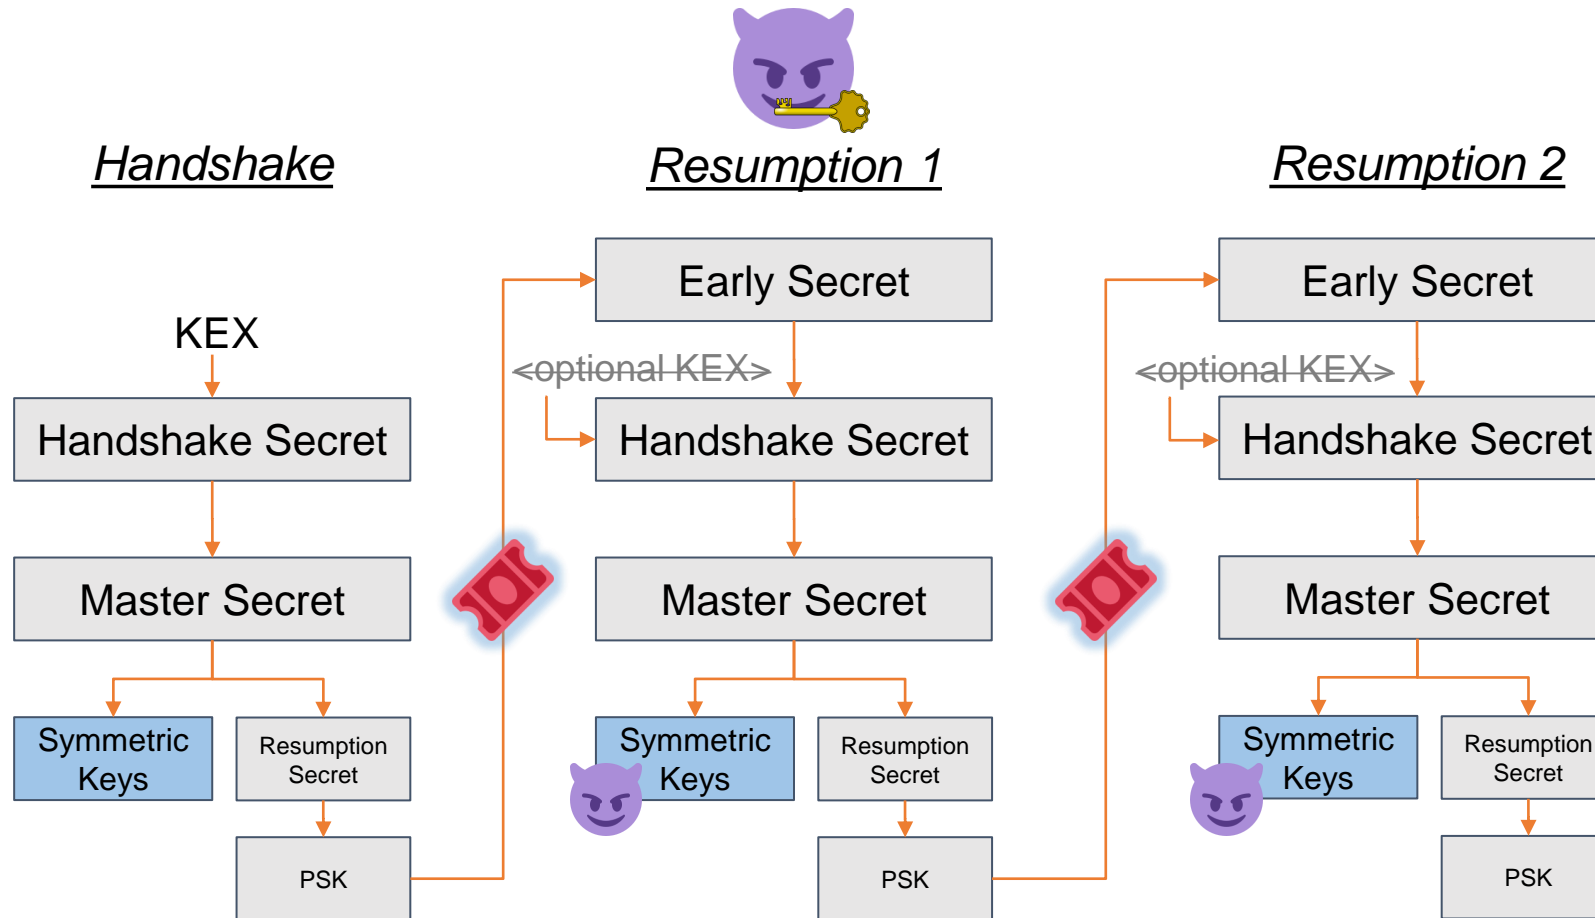 Handshake
KEX
Handshake Secret
Master Secret
Symmetric
Keys
Resumption
Secret
PSK
Resumption 1
Early Secret
<optional KEX>
Handshake Secret
Master Secret
Symmetric
Keys
Resumption
Secret
PSK
Resumption 2
Early Secret
<optional KEX>
Handshake Secret
Master Secret
Symmetric
Keys
Resumption
Secret
PSK